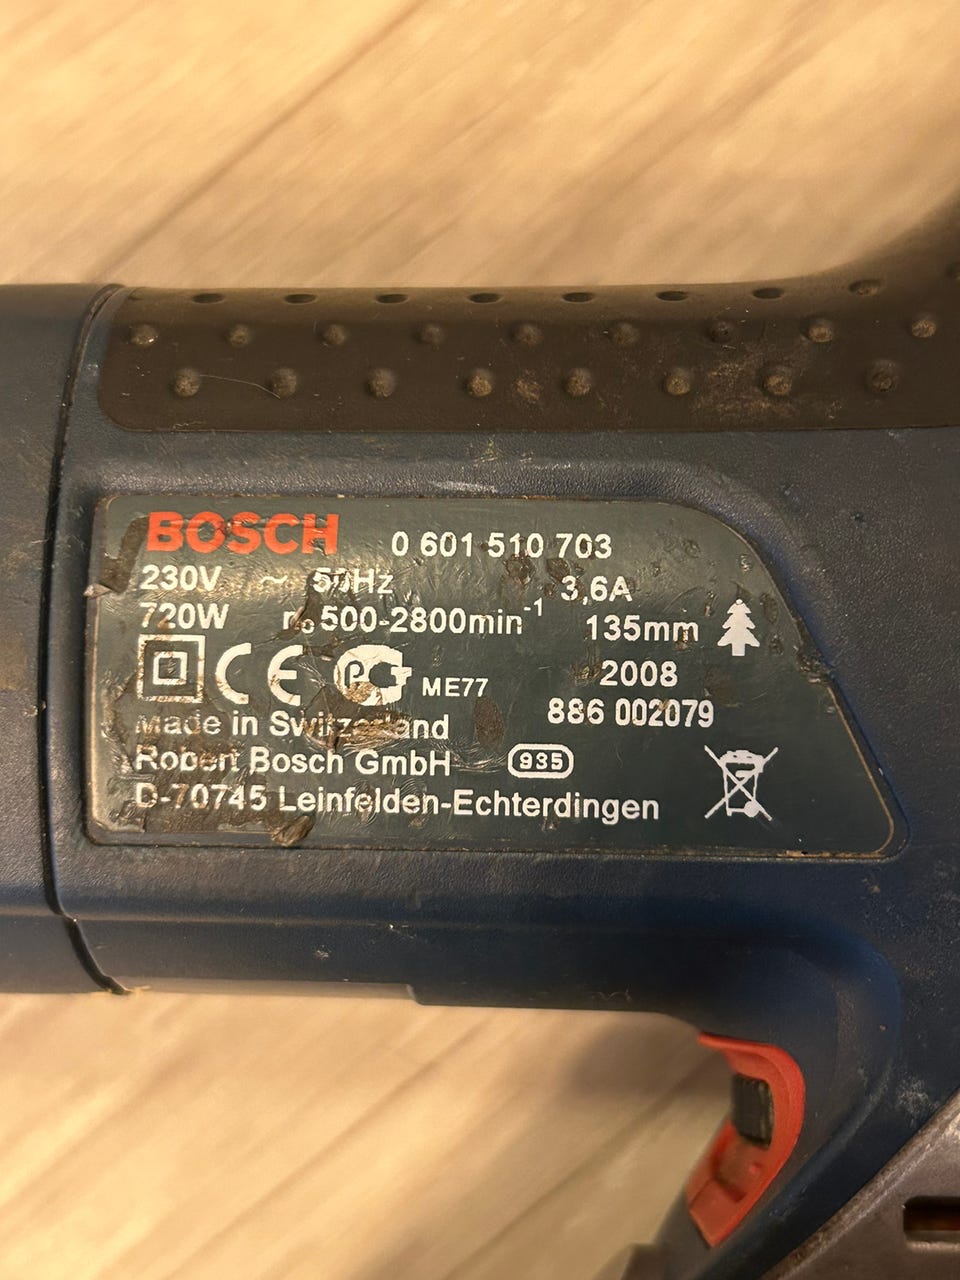 BOSCH 0 601 510 703
230V ~ 50Hz 3,6A
720W n₀ 500-2800min⁻¹ 135mm
CE ME77 2008
886 002079
Made in Switzerland
Robert Bosch GmbH 935
D-70745 Leinfelden-Echterdingen